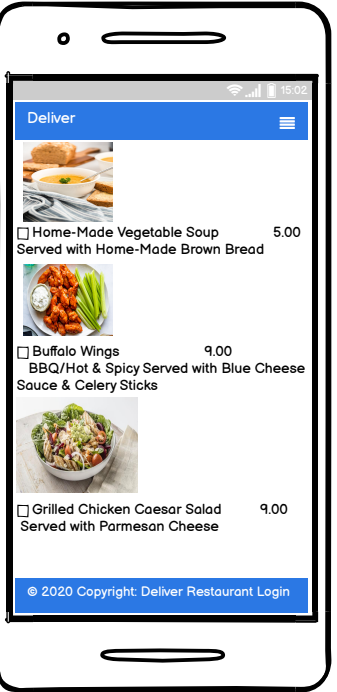 15:02
Deliver
Home-Made Vegetable Soup 5.00
Served with Home-Made Brown Bread
Buffalo Wings 9.00
BBQ/Hot & Spicy Served with Blue Cheese
Sauce & Celery Sticks
Grilled Chicken Caesar Salad 9.00
Served with Parmesan Cheese
© 2020 Copyright: Deliver Restaurant Login